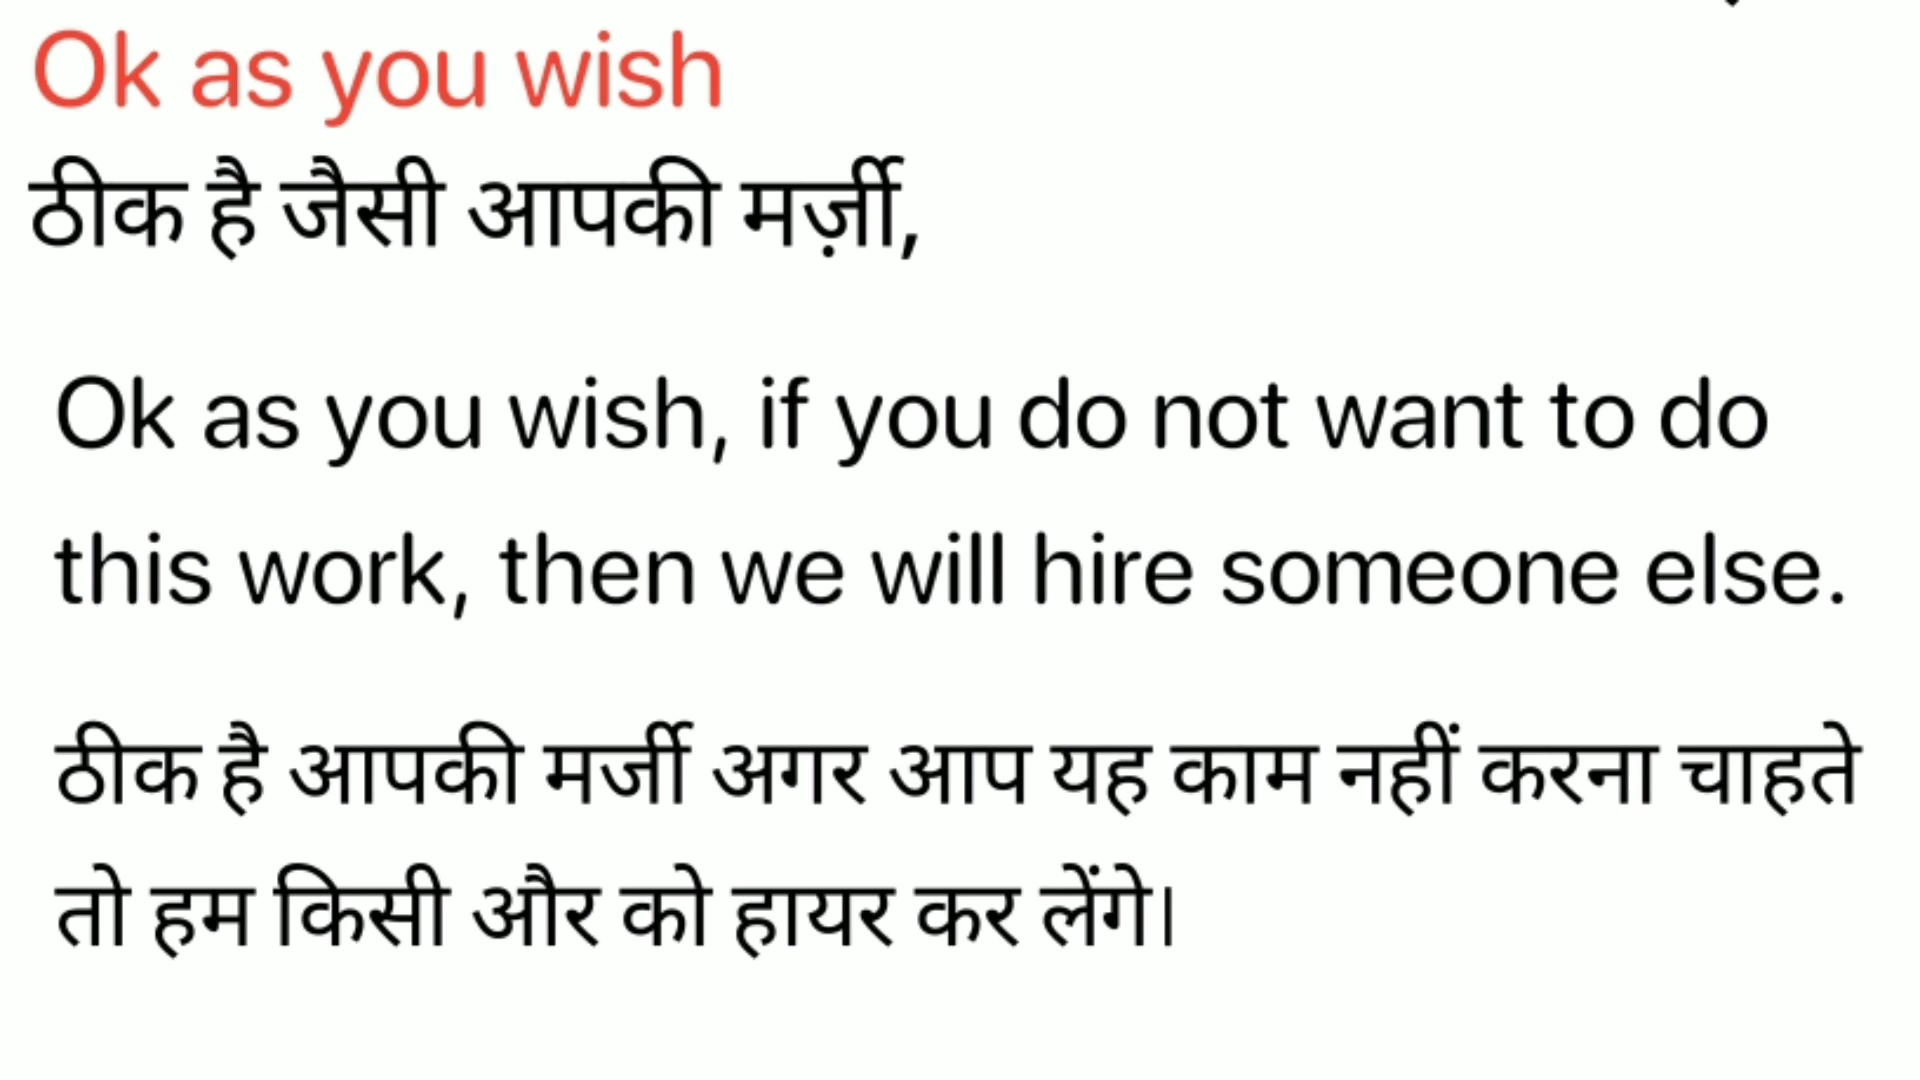 Ok as you wish
ठीक है जैसी आपकी मर्ज़ी,
Ok as you wish, if you do not want to do
this work, then we will hire someone else.
ठीक है आपकी मर्जी अगर आप यह काम नहीं करना चाहते
तो हम किसी और को हायर कर लेंगे।